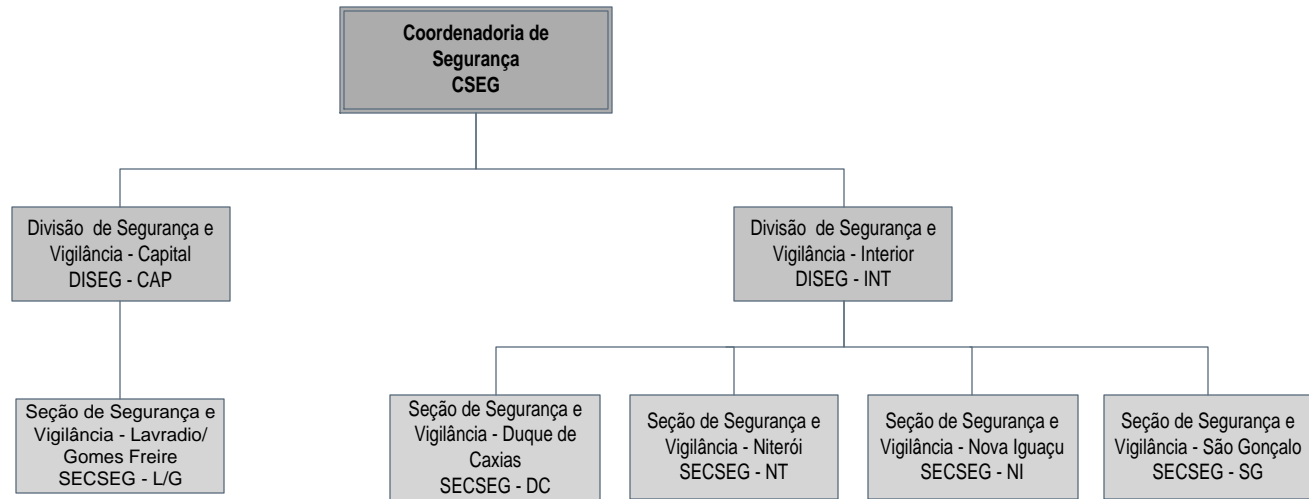 Coordenadoria de
Segurança
CSEG
Divisão de Segurança e
Vigilância - Capital
DISEG - CAP
Divisão de Segurança e
Vigilância - Interior
DISEG - INT
Seção de Segurança e
Vigilância - Lavradio/
Gomes Freire
SECSEG - L/G
Seção de Segurança e
Vigilância - Duque de
Caxias
SECSEG - DC
Seção de Segurança e
Vigilância - Niterói
SECSEG - NT
Seção de Segurança e
Vigilância - Nova Iguaçu
SECSEG - NI
Seção de Segurança e
Vigilância - São Gonçalo
SECSEG - SG